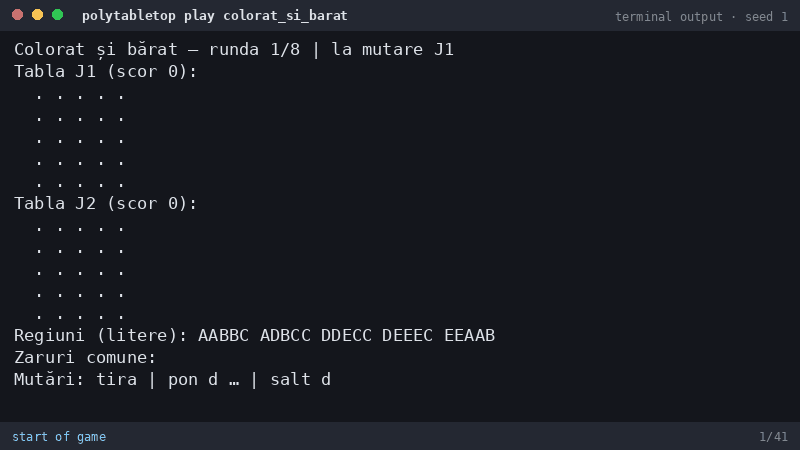 polytabletop play colorat_si_barat
terminal output · seed 1
Colorat și bărat — runda 1/8 | la mutare J1
Tabla J1 (scor 0):
. . . . .
. . . . .
. . . . .
. . . . .
. . . . .
Tabla J2 (scor 0):
. . . . .
. . . . .
. . . . .
. . . . .
. . . . .
Regiuni (litere): AABBC ADBCC DDECC DEEEC EEAAB
Zaruri comune:
Mutări: tira | pon d … | salt d
start of game
1/41